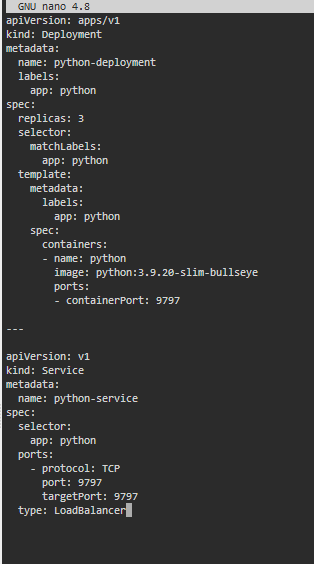 GNU nano 4.8
apiVersion: apps/v1
kind: Deployment
metadata:
  name: python-deployment
  labels:
    app: python
spec:
  replicas: 3
  selector:
    matchLabels:
      app: python
  template:
    metadata:
      labels:
        app: python
    spec:
      containers:
      - name: python
        image: python:3.9.20-slim-bullseye
        ports:
        - containerPort: 9797

---

apiVersion: v1
kind: Service
metadata:
  name: python-service
spec:
  selector:
    app: python
  ports:
    - protocol: TCP
      port: 9797
      targetPort: 9797
  type: LoadBalancer